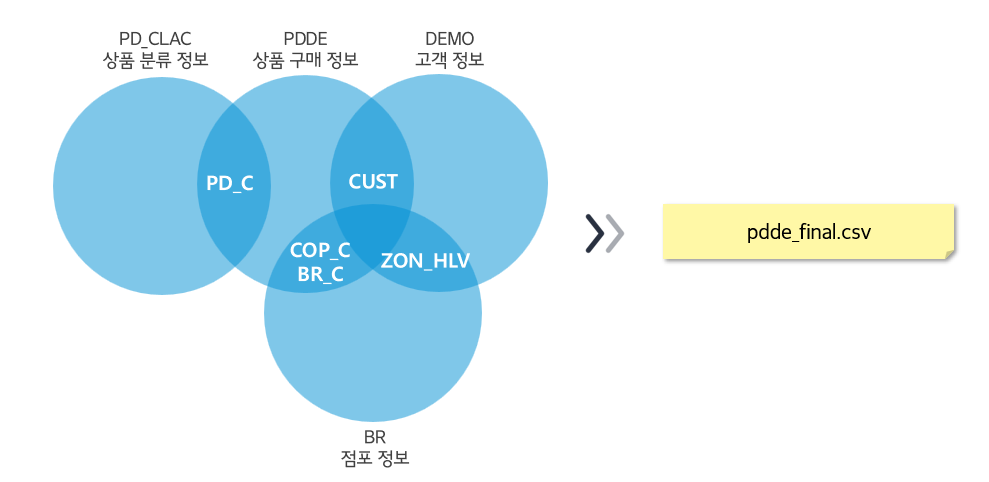 PD_CLAC
상품 분류 정보
PDDE
상품 구매 정보
DEMO
고객 정보
PD_C
CUST
COP_C
BR_C
ZON_HLV
BR
점포 정보
pdde_final.csv